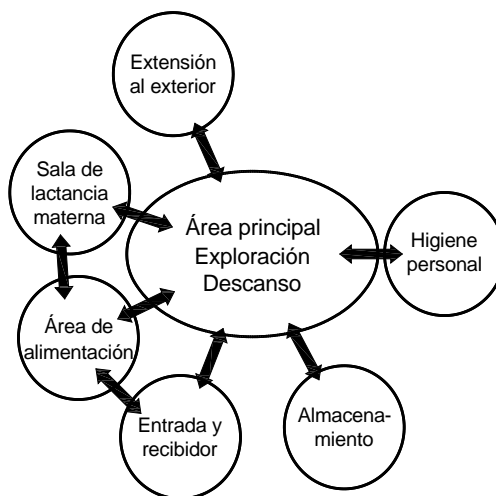 Extensión
al exterior
Sala de
lactancia
materna
Área principal
Exploración
Descanso
Higiene
personal
Área de
alimentación
Entrada y
recibidor
Almacena-
miento